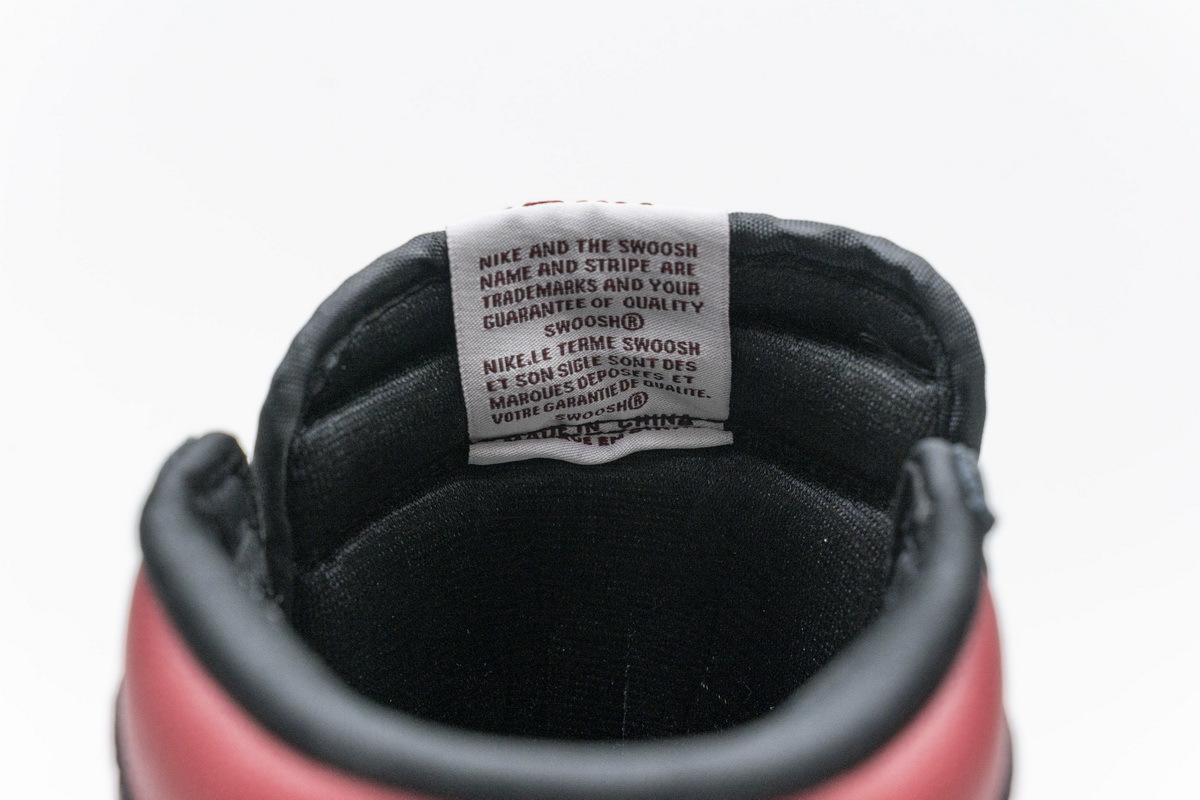 NIKE AND THE SWOOSH
NAME AND STRIPE ARE
TRADEMARKS AND YOUR
GUARANTEE OF QUALITY
SWOOSH®
NIKE,LE TERME SWOOSH
ET SON SIGLE SONT DES
MARQUES DEPOSEES ET
VOTRE GARANTIE DE QUALITE.
SWOOSH®
MADE IN CHINA